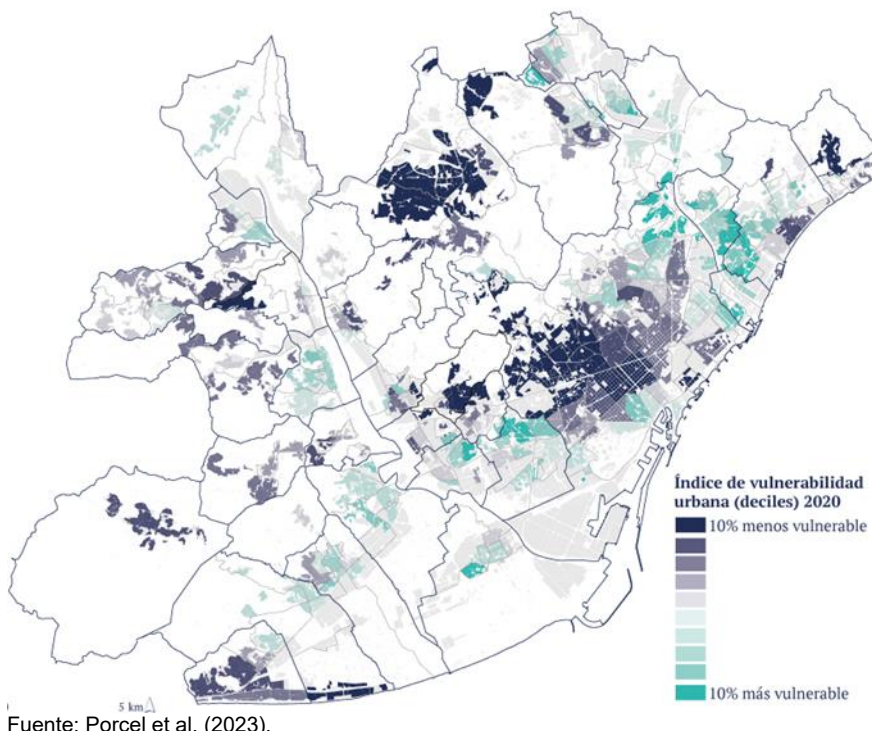 Índice de vulnerabilidad
urbana (deciles) 2020
10% menos vulnerable
10% más vulnerable
5 km
Fuente: Porcel et al. (2023).